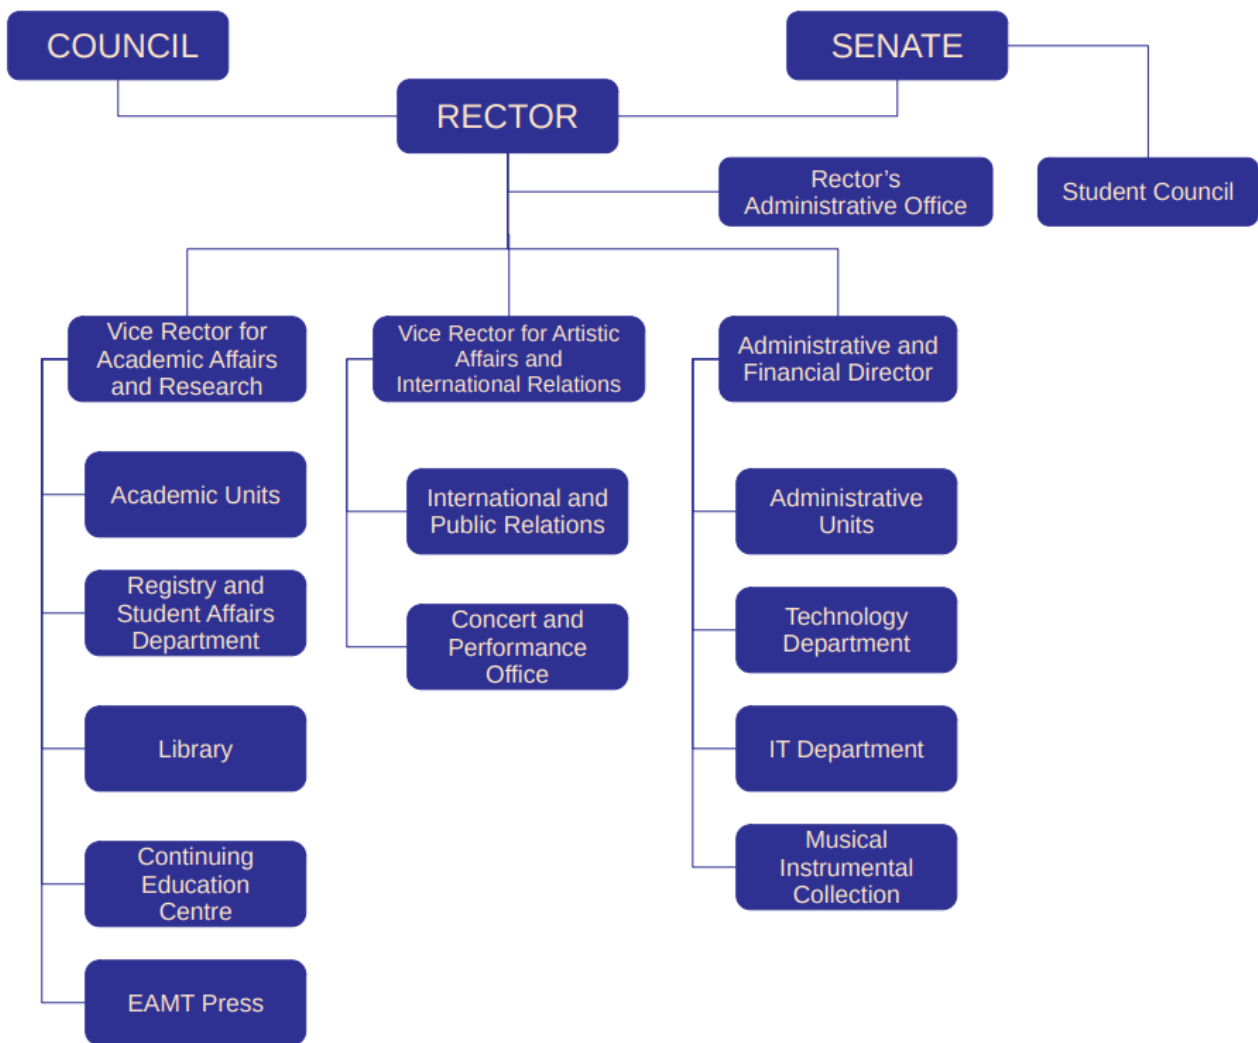 COUNCIL
SENATE
RECTOR
Rector’s
Administrative Office
Student Council
Vice Rector for
Academic Affairs
and Research
Vice Rector for Artistic
Affairs and
International Relations
Administrative and
Financial Director
Academic Units
Registry and
Student Affairs
Department
Library
Continuing
Education
Centre
EAMT Press
International and
Public Relations
Concert and
Performance
Office
Administrative
Units
Technology
Department
IT Department
Musical
Instrumental
Collection